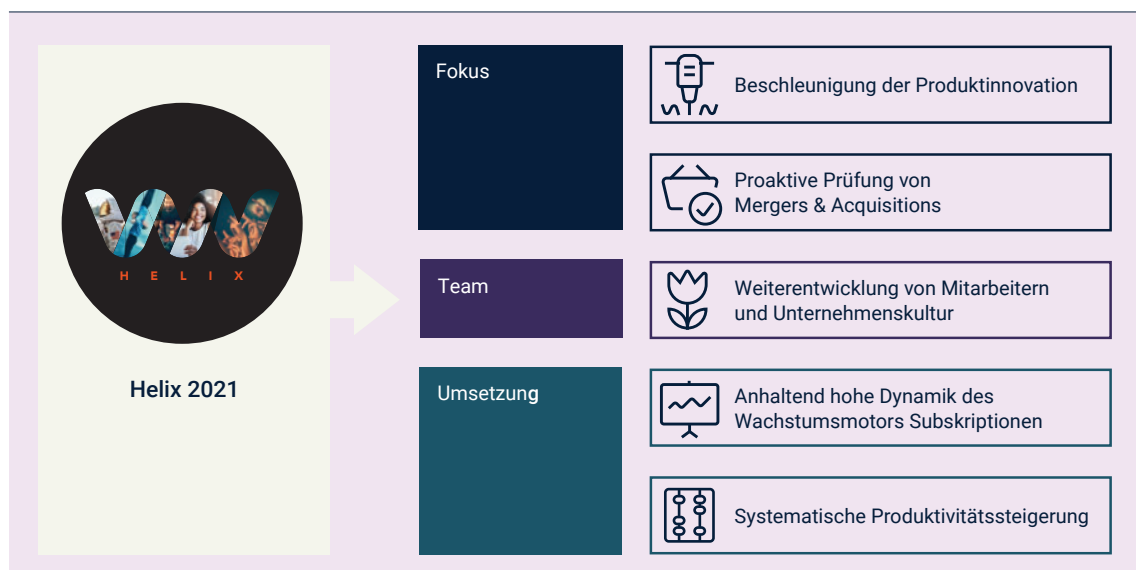 HELIX
Helix 2021
Fokus
Beschleunigung der Produktinnovation
Proaktive Prüfung von
Mergers & Acquisitions
Team
Weiterentwicklung von Mitarbeitern
und Unternehmenskultur
Umsetzung
Anhaltend hohe Dynamik des
Wachstumsmotors Subskriptionen
Systematische Produktivitätssteigerung